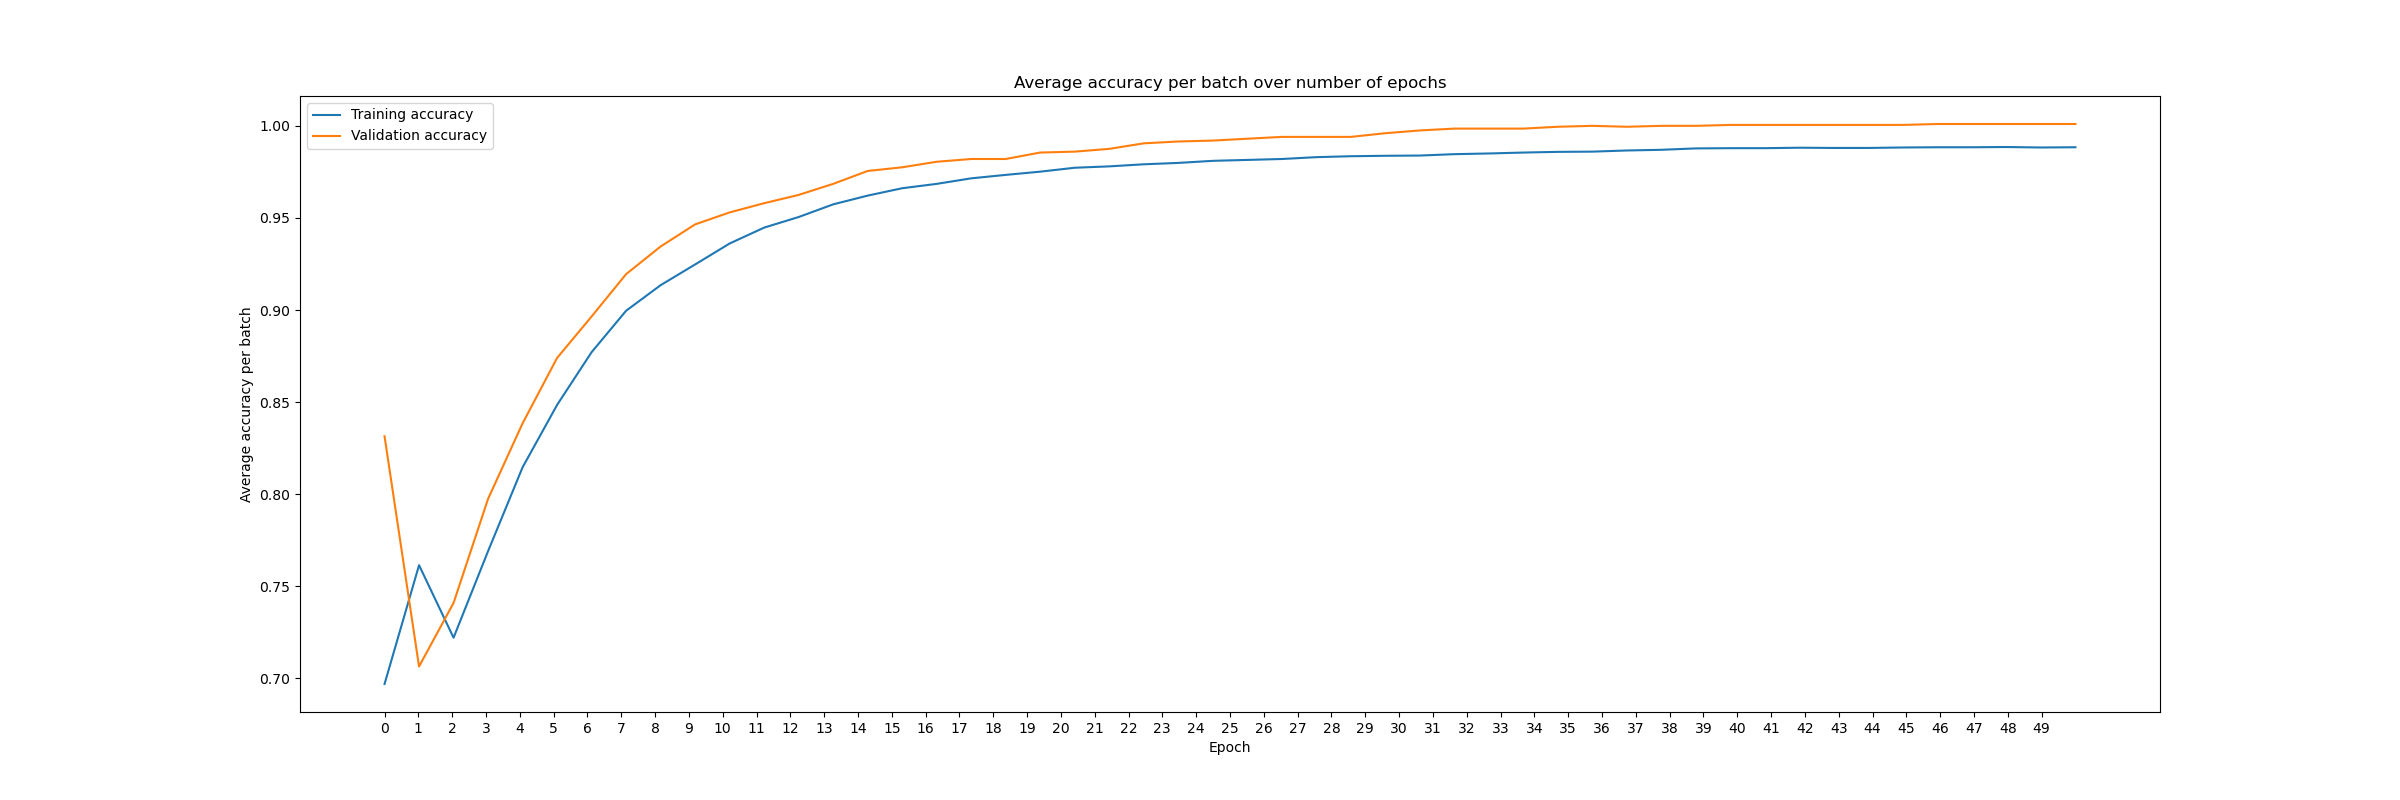 Average accuracy per batch over number of epochs
Training accuracy
Validation accuracy
1.00
0.95
0.90
0.85
0.80
0.75
0.70
Average accuracy per batch
0 1 2 3 4 5 6 7 8 9 10 11 12 13 14 15 16 17 18 19 20 21 22 23 24 25 26 27 28 29 30 31 32 33 34 35 36 37 38 39 40 41 42 43 44 45 46 47 48 49
Epoch